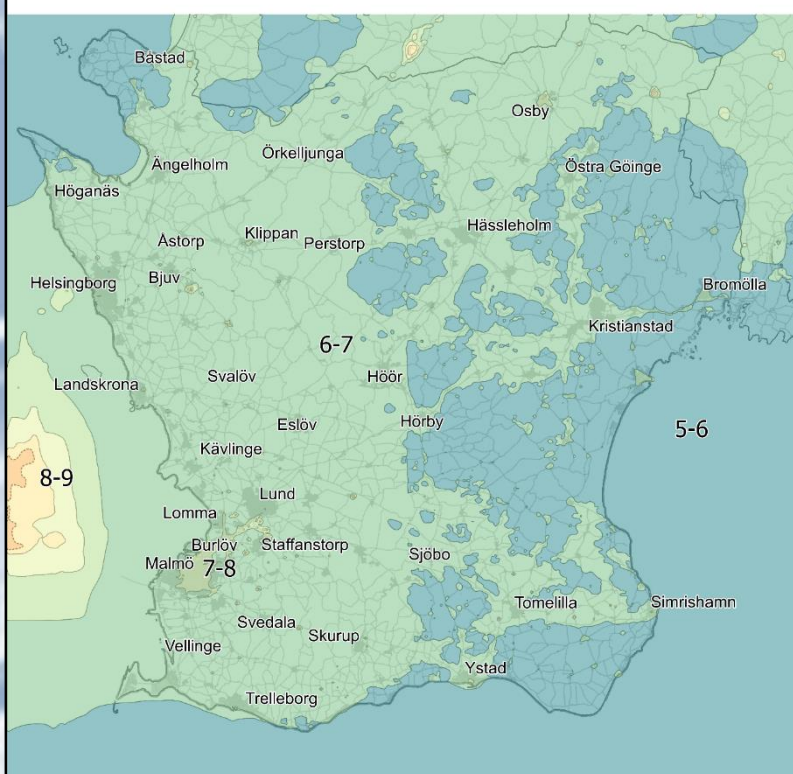 Båstad
Osby
Örkelljunga
Ängelholm
Östra Göinge
Höganäs
Hässleholm
Åstorp
Klippan
Perstorp
Bjuv
Helsingborg
Bromölla
Kristianstad
6-7
Landskrona
Svalöv
Höör
Eslöv
Hörby
5-6
Kävlinge
8-9
Lund
Lomma
Burlöv
Staffanstorp
Sjöbo
Malmö
7-8
Tomelilla
Simrishamn
Svedala
Skurup
Vellinge
Ystad
Trelleborg